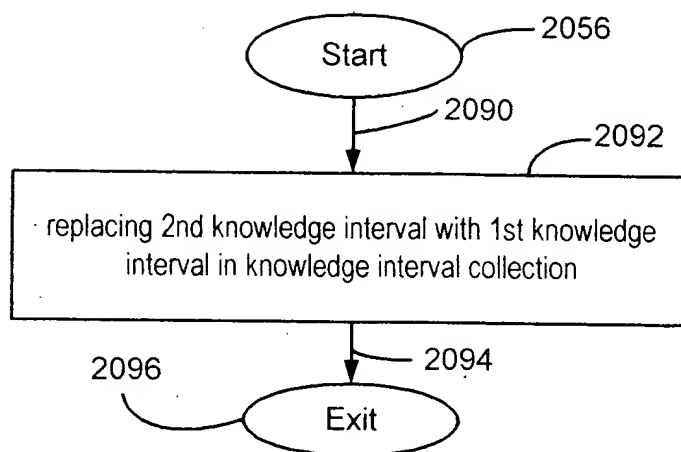 Start
2056
2090
2092
replacing 2nd knowledge interval with 1st knowledge
interval in knowledge interval collection
2094
2096
Exit